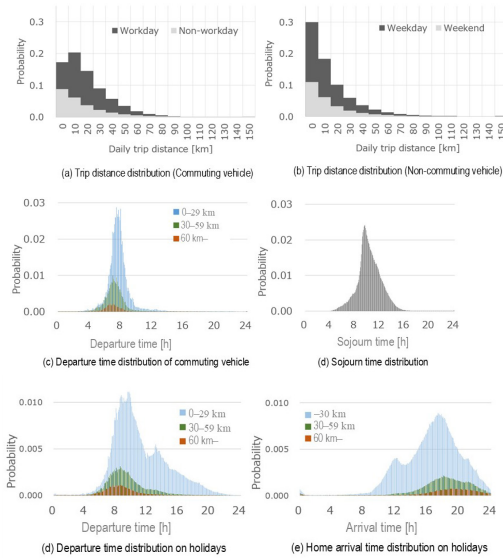 Workday Non-workday
Probability
0.3
0.2
0.1
0.0
0 10 20 30 40 50 60 70 80 90 100 110 120 130 140 150
Daily trip distance [km]
(a) Trip distance distribution (Commuting vehicle)
Weekday Weekend
Probability
0.3
0.2
0.1
0.0
0 10 20 30 40 50 60 70 80 90 100 110 120 130 140 150
Daily trip distance [km]
(b) Trip distance distribution (Non-commuting vehicle)
0.03
0.02
0.01
0.00
Probability
0–29 km
30–59 km
60 km–
0 4 8 12 16 20 24
Departure time [h]
(c) Departure time distribution of commuting vehicle
0.03
0.02
0.01
0.00
Probability
0 4 8 12 16 20 24
Sojourn time [h]
(d) Sojourn time distribution
0.010
0.005
0.000
Probability
0–29 km
30–59 km
60 km–
0 4 8 12 16 20 24
Departure time [h]
(d) Departure time distribution on holidays
0.010
0.005
0.000
Probability
–30 km
30–59 km
60 km–
0 4 8 12 16 20 24
Arrival time [h]
(e) Home arrival time distribution on holidays